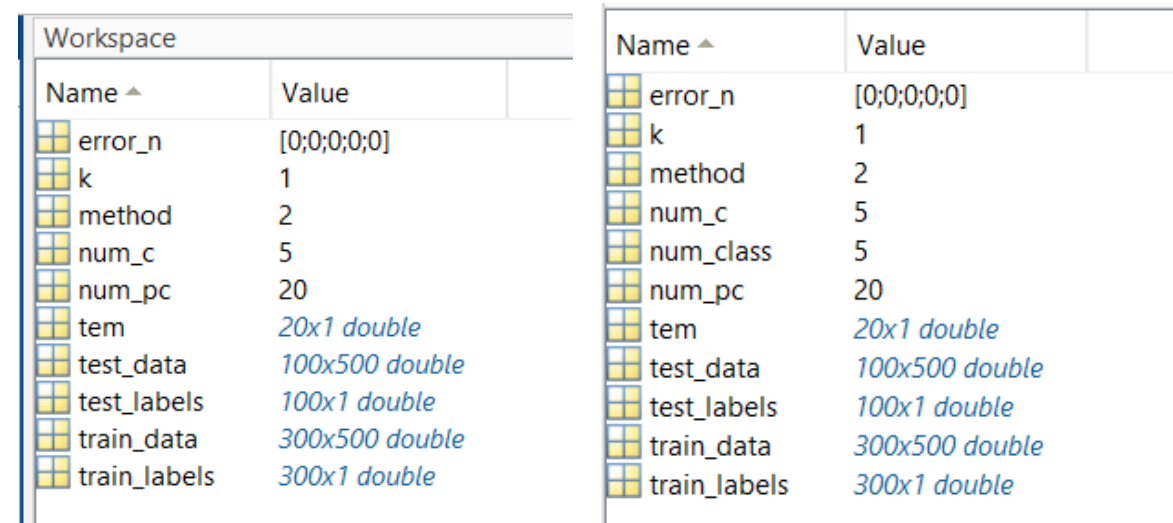 Workspace
Name Value
error_n [0;0;0;0;0]
k 1
method 2
num_c 5
num_pc 20
tem 20x1 double
test_data 100x500 double
test_labels 100x1 double
train_data 300x500 double
train_labels 300x1 double
Name Value
error_n [0;0;0;0;0]
k 1
method 2
num_c 5
num_class 5
num_pc 20
tem 20x1 double
test_data 100x500 double
test_labels 100x1 double
train_data 300x500 double
train_labels 300x1 double